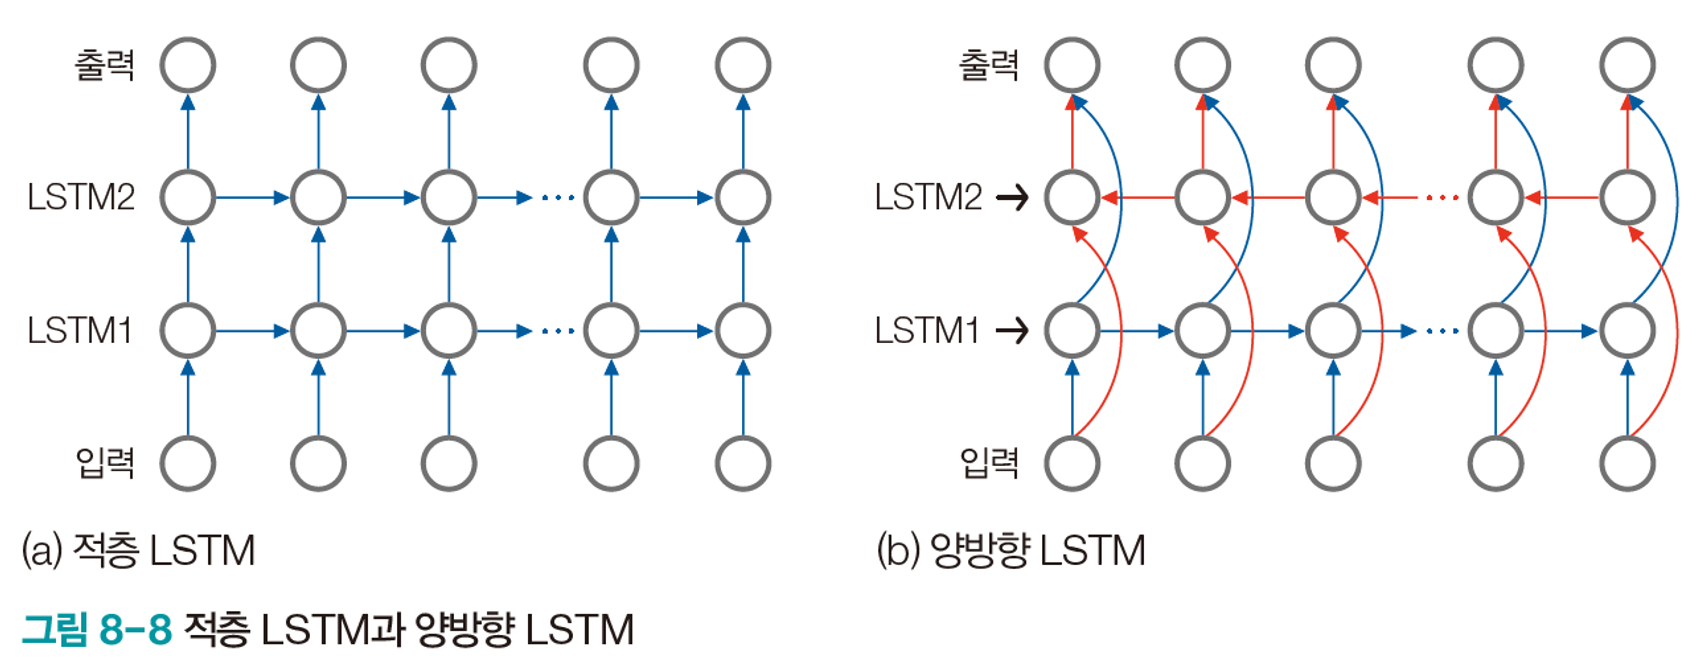 출력
LSTM2
LSTM1
입력
(a) 적층 LSTM
출력
LSTM2 →
LSTM1 →
입력
(b) 양방향 LSTM
그림 8-8 적층 LSTM과 양방향 LSTM